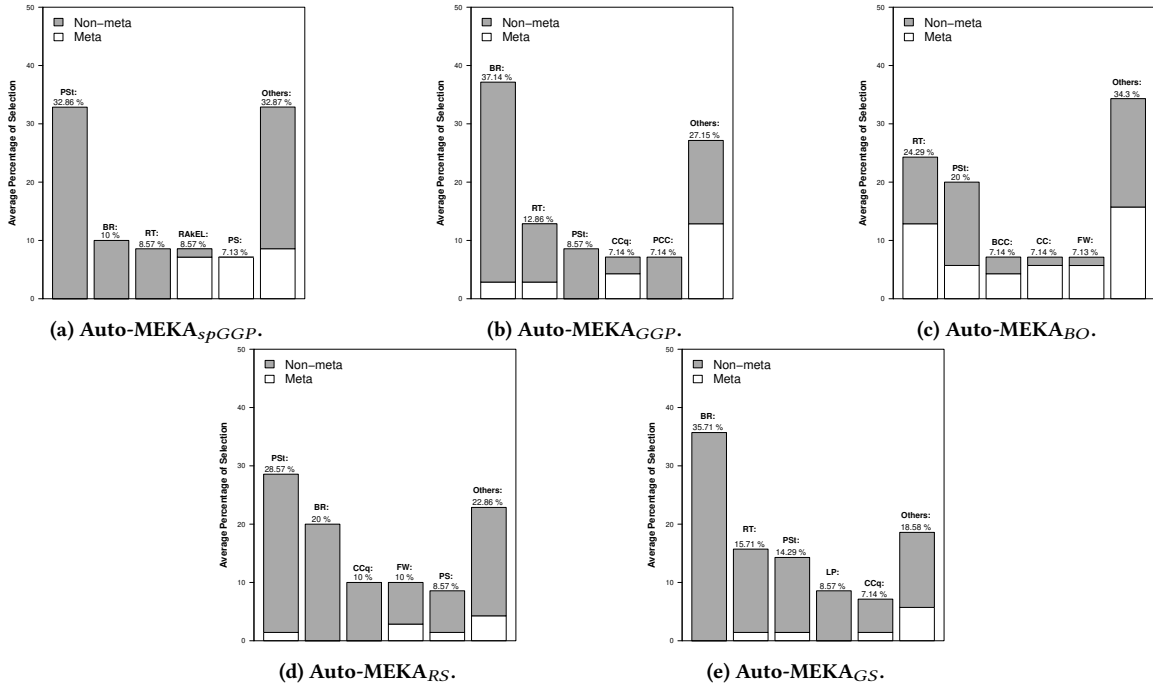 50
40
30
20
10
0
Average Percentage of Selection
Non−meta
Meta
PSt:
32.86 %
BR:
10 %
RT:
8.57 %
RAkEL:
8.57 %
PS:
7.13 %
Others:
32.87 %
(a) Auto-MEKAspGGP.
50
40
30
20
10
0
Average Percentage of Selection
Non−meta
Meta
BR:
37.14 %
RT:
12.86 %
PSt:
8.57 %
CCq:
7.14 %
PCC:
7.14 %
Others:
27.15 %
(b) Auto-MEKAGGP.
50
40
30
20
10
0
Average Percentage of Selection
Non−meta
Meta
RT:
24.29 %
PSt:
20 %
BCC:
7.14 %
CC:
7.14 %
FW:
7.13 %
Others:
34.3 %
(c) Auto-MEKABO.
50
40
30
20
10
0
Average Percentage of Selection
Non−meta
Meta
PSt:
28.57 %
BR:
20 %
CCq:
10 %
FW:
10 %
PS:
8.57 %
Others:
22.86 %
(d) Auto-MEKARS.
50
40
30
20
10
0
Average Percentage of Selection
Non−meta
Meta
BR:
35.71 %
RT:
15.71 %
PSt:
14.29 %
LP:
8.57 %
CCq:
7.14 %
Others:
18.58 %
(e) Auto-MEKAGS.